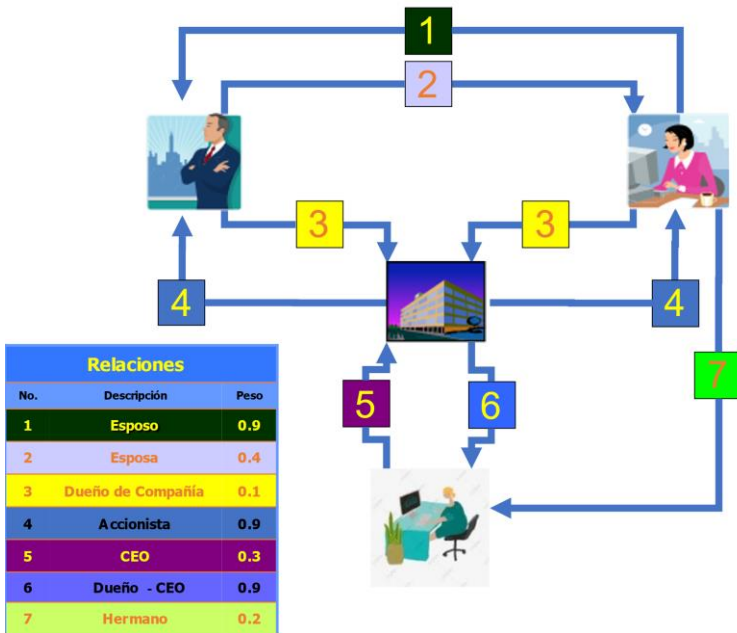 1
2
3
3
4
4
5
6
7
Relaciones
No. Descripción Peso
1 Esposo 0.9
2 Esposa 0.4
3 Dueño de Compañía 0.1
4 Accionista 0.9
5 CEO 0.3
6 Dueño - CEO 0.9
7 Hermano 0.2